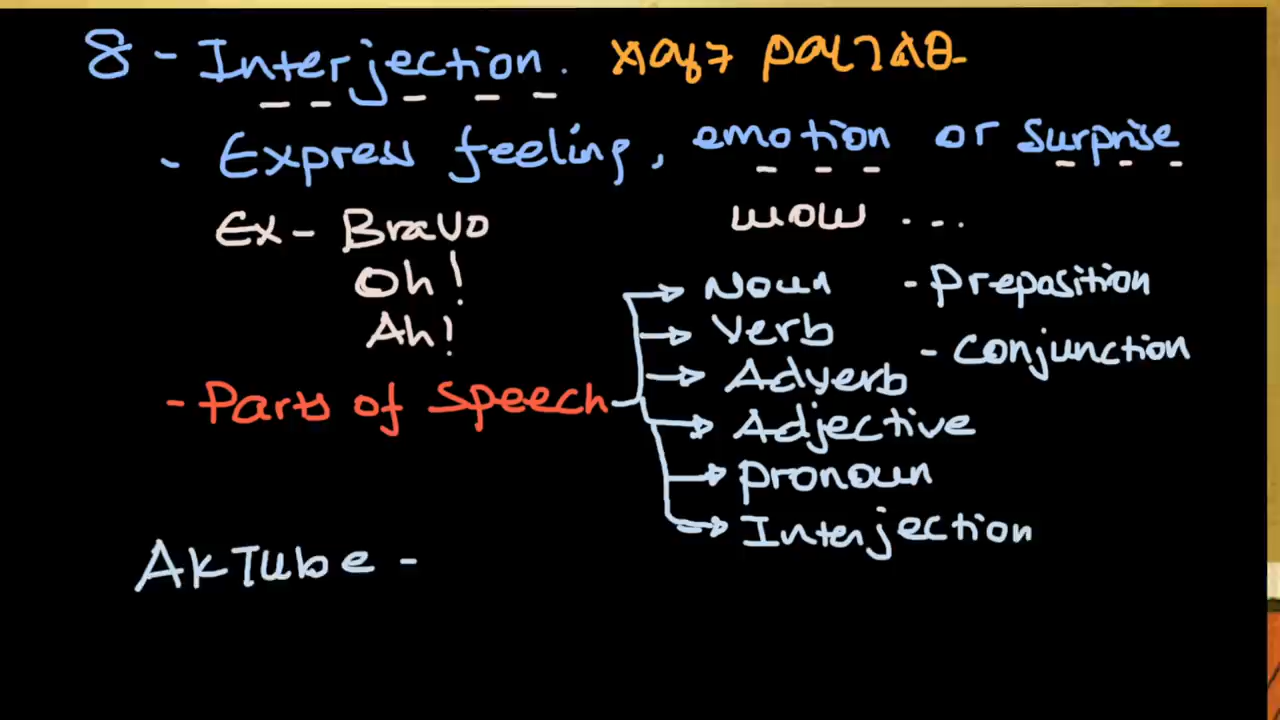 8 - Interjection.
- Express feeling, emotion or surprise
Ex - Bravo wow ...
Oh!
Ah!
- Parts of speech
Noun - Preposition
Verb - conjunction
Adverb
Adjective
pronoun
Interjection
AkTube -